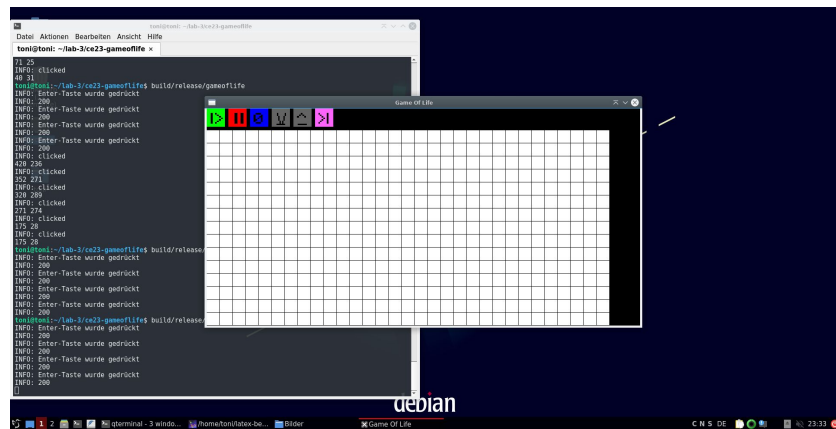 toni@toni: ~/lab-3/ce23-gameoflife
Datei Aktionen Bearbeiten Ansicht Hilfe
toni@toni: ~/lab-3/ce23-gameoflife ×
71 25
INFO: clicked
40 31
toni@toni:~/lab-3/ce23-gameoflife$ build/release/gameoflife
INFO: Enter-Taste wurde gedrückt
INFO: 200
INFO: Enter-Taste wurde gedrückt
INFO: 200
INFO: Enter-Taste wurde gedrückt
INFO: 200
INFO: Enter-Taste wurde gedrückt
INFO: 200
INFO: clicked
420 236
INFO: clicked
352 271
INFO: clicked
320 289
INFO: clicked
271 274
INFO: clicked
175 28
INFO: clicked
175 28
toni@toni:~/lab-3/ce23-gameoflife$ build/release/
INFO: Enter-Taste wurde gedrückt
INFO: 200
INFO: Enter-Taste wurde gedrückt
INFO: 200
INFO: Enter-Taste wurde gedrückt
INFO: 200
INFO: Enter-Taste wurde gedrückt
INFO: 200
toni@toni:~/lab-3/ce23-gameoflife$ build/release/
INFO: Enter-Taste wurde gedrückt
INFO: 200
INFO: Enter-Taste wurde gedrückt
INFO: 200
INFO: Enter-Taste wurde gedrückt
INFO: 200
INFO: Enter-Taste wurde gedrückt
INFO: 200
Game Of Life
debian
1 2 qterminal - 3 windo... /home/toni/latex-be... Bilder Game Of Life C N S DE 23:33